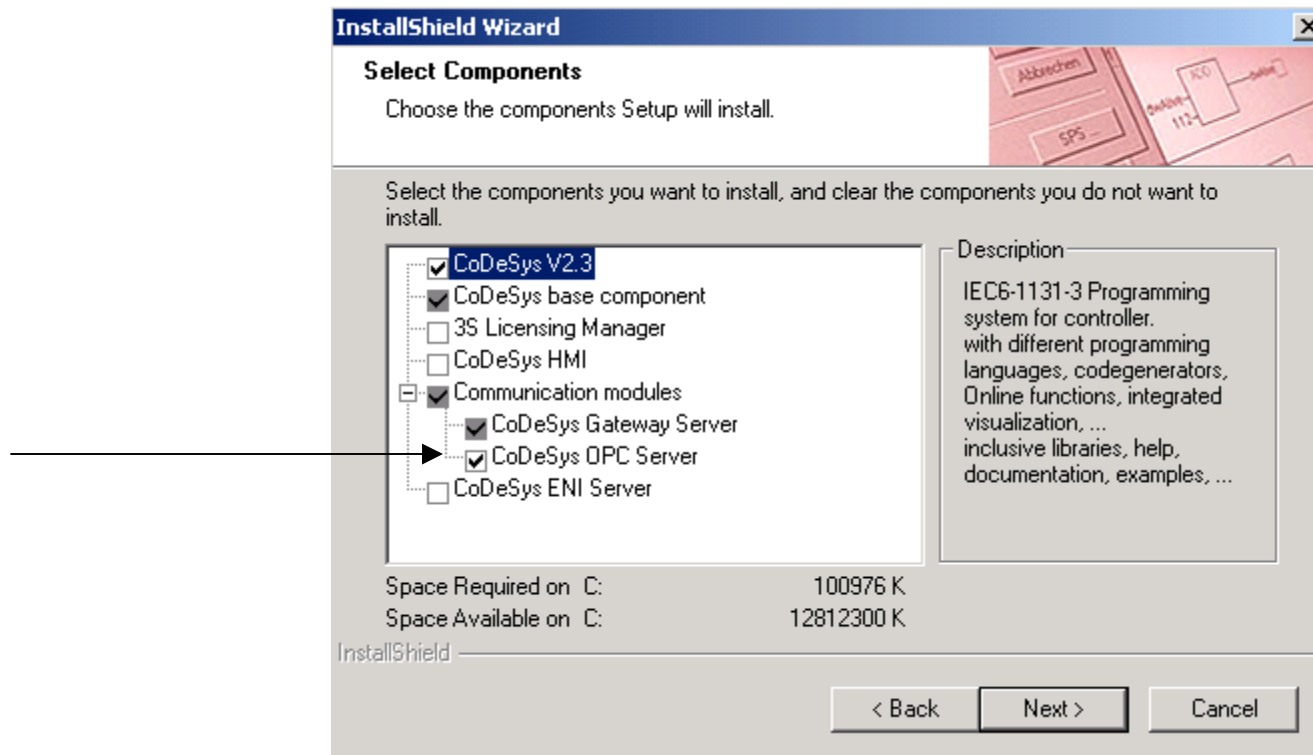 InstallShield Wizard
Select Components
Choose the components Setup will install.
Abbrechen
SPS ...
ADD
112
Select the components you want to install, and clear the components you do not want to
install.
CoDeSys V2.3
CoDeSys base component
3S Licensing Manager
CoDeSys HMI
Communication modules
CoDeSys Gateway Server
CoDeSys OPC Server
CoDeSys ENI Server
Description
IEC6-1131-3 Programming
system for controller.
with different programming
languages, codegenerators,
Online functions, integrated
visualization, ...
inclusive libraries, help,
documentation, examples, ...
Space Required on C: 100976 K
Space Available on C: 12812300 K
InstallShield
< Back Next > Cancel